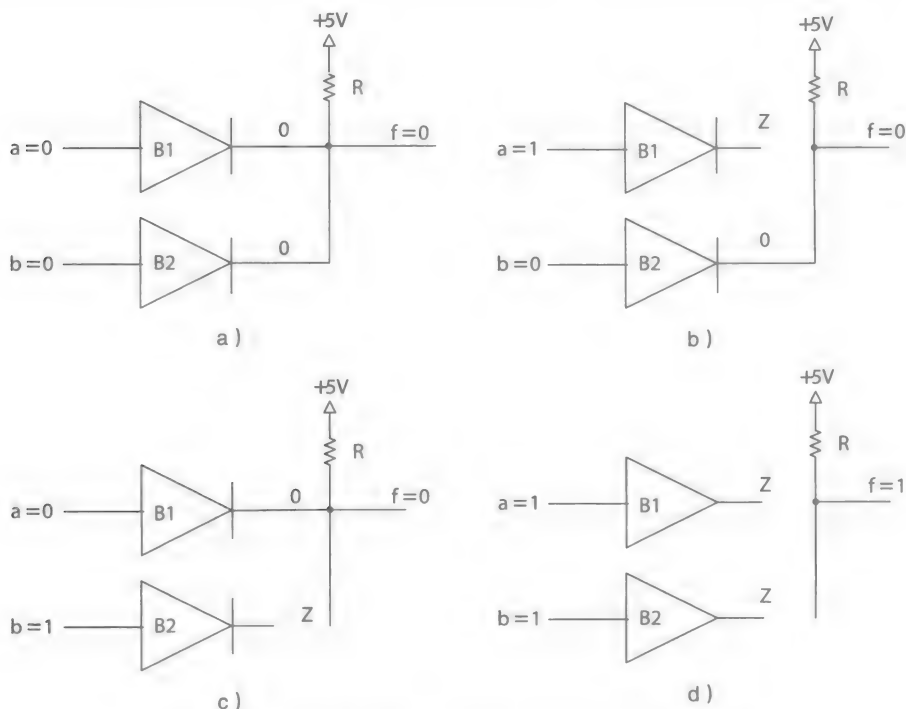 +5V
R
a=0
B1
0
f=0
b=0
B2
0
a )
+5V
R
a=1
B1
Z
f=0
b=0
B2
0
b )
+5V
R
a=0
B1
0
f=0
b=1
B2
Z
c )
+5V
R
a=1
B1
Z
f=1
b=1
B2
Z
d )